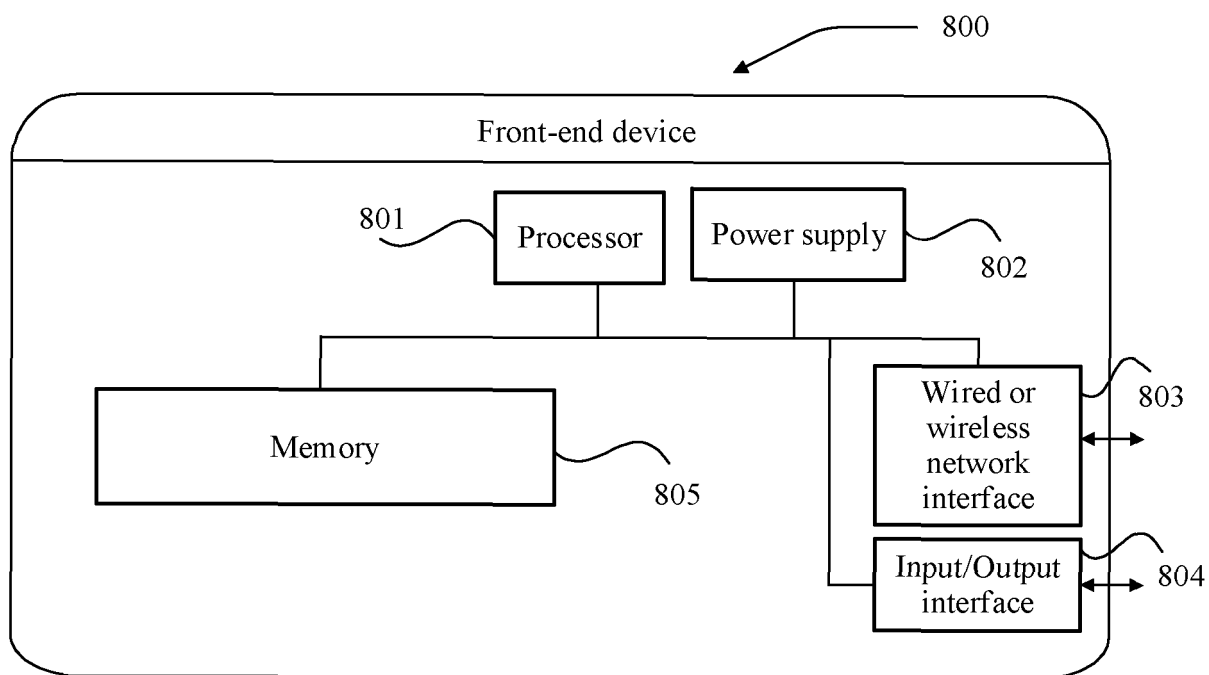 800
Front-end device
801
Processor
Power supply
802
Wired or
wireless
network
interface
803
Memory
805
Input/Output
interface
804